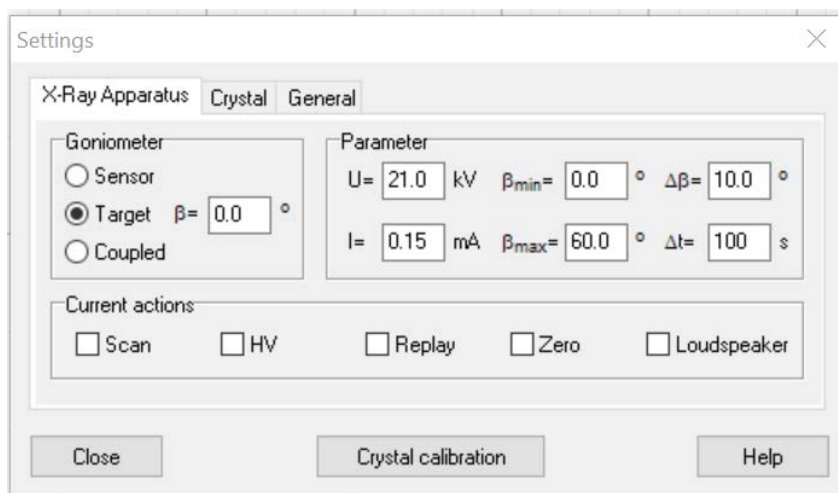 Settings
X-Ray Apparatus Crystal General
Goniometer
Sensor
Target β= 0.0 °
Coupled
Parameter
U= 21.0 kV βmin= 0.0 ° Δβ= 10.0 °
I= 0.15 mA βmax= 60.0 ° Δt= 100 s
Current actions
Scan HV Replay Zero Loudspeaker
Close Crystal calibration Help